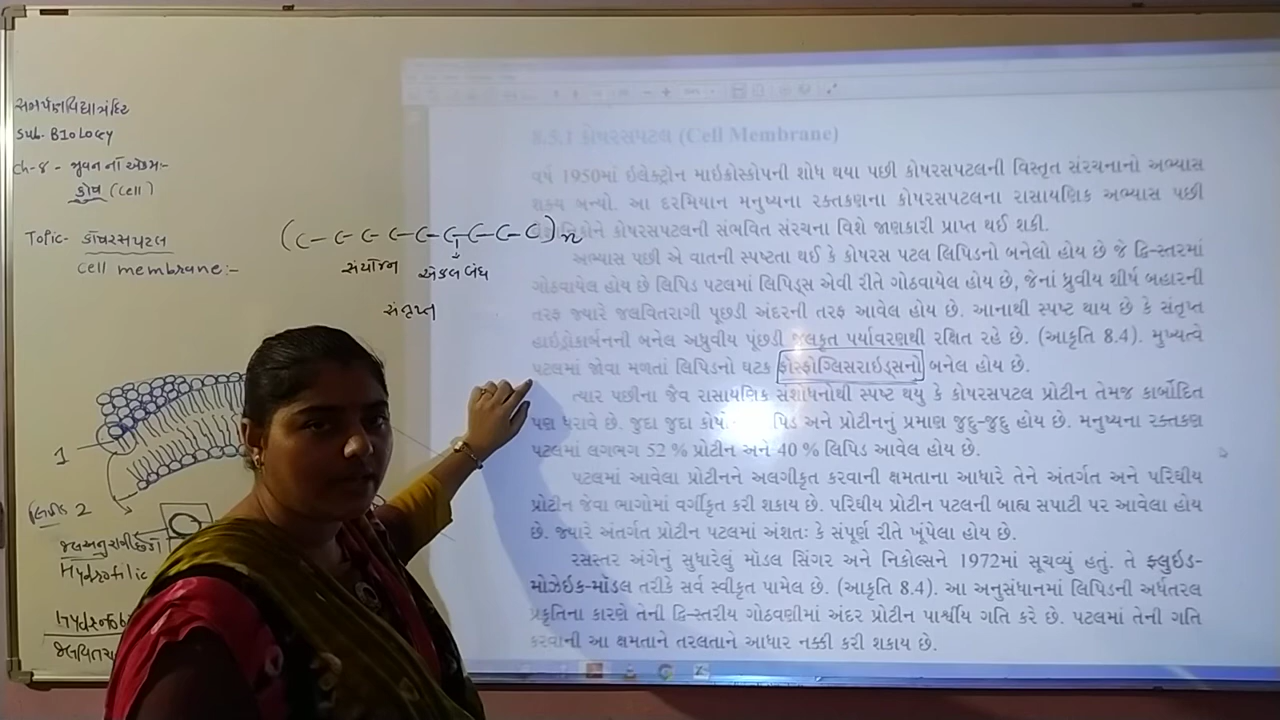 સમર્પણ વિદ્યામંદિર
Sub. BIOLOGY
Ch-8 - જીવન નો એકમ:-
કોષ (Cell)
Topic- કોષરસપટલ
Cell membrane:-
(C-C-C-C-C-C-C-C-C)n
સંયોજન
એકલ બંધ
સંતૃપ્ત
1
લિપિડ 2
જલઅનુરાગી
Hydrofilic
8.5.1 કોષરસપટલ (Cell Membrane)
વર્ષ 1950માં ઇલેક્ટ્રોન માઇક્રોસ્કોપની શોધ થયા પછી કોષરસપટલની વિસ્તૃત સંરચનાનો અભ્યાસ
શક્ય બન્યો. આ દરમિયાન મનુષ્યના રક્તકણના કોષરસપટલના રાસાયણિક અભ્યાસ પછી
કોષરસપટલની સંભવિત સંરચના વિશે જાણકારી પ્રાપ્ત થઈ શકી.
અભ્યાસ પછી એ વાતની સ્પષ્ટતા થઈ કે કોષરસ પટલ લિપિડનો બનેલો હોય છે જે દ્વિ-સ્તરમાં
ગોઠવાયેલ હોય છે લિપિડ પટલમાં લિપિડ્સ એવી રીતે ગોઠવાયેલ હોય છે, જેનાં ધ્રુવીય શીર્ષ બહારની
તરફ જ્યારે જલવિતરાગી પૂછડી અંદરની તરફ આવેલ હોય છે. આનાથી સ્પષ્ટ થાય છે કે સંતૃપ્ત
હાઈડ્રોકાર્બનની બનેલ અધ્રુવીય પૂંછડી જલકૃત પર્યાવરણથી રક્ષિત રહે છે. (આકૃતિ 8.4). મુખ્યત્વે
પટલમાં જોવા મળતાં લિપિડનો ઘટક ફોસ્ફોગ્લિસરાઇડ્સનો બનેલ હોય છે.
ત્યાર પછીના જૈવ રાસાયણિક સંશોધનોથી સ્પષ્ટ થયુ કે કોષરસપટલ પ્રોટીન તેમજ કાર્બોદિત
પણ ધરાવે છે. જુદા જુદા અને પ્રોટીનનું પ્રમાણ જુદુ-જુદુ હોય છે. મનુષ્યના રક્તકણ
પટલમાં લગભગ 52 % પ્રોટીન અને 40 % લિપિડ આવેલ હોય છે.
પટલમાં આવેલા પ્રોટીનને અલગીકૃત કરવાની ક્ષમતાના આધારે તેને અંતર્ગત અને પરિઘીય
પ્રોટીન જેવા ભાગોમાં વર્ગીકૃત કરી શકાય છે. પરિઘીય પ્રોટીન પટલની બાહ્ય સપાટી પર આવેલા હોય
છે. જ્યારે અંતર્ગત પ્રોટીન પટલમાં અંશતઃ કે સંપૂર્ણ રીતે ખૂંપેલા હોય છે.
રસસ્તર અંગેનું સુધારેલું મૉડલ સિંગર અને નિકોલ્સને 1972માં સૂચવ્યું હતું. તે ફ્લુઇડ-
મોઝેઇક-મૉડલ તરીકે સર્વ સ્વીકૃત પામેલ છે. (આકૃતિ 8.4). આ અનુસંધાનમાં લિપિડની અર્ધતરલ
પ્રકૃતિના કારણે તેની દ્વિ-સ્તરીય ગોઠવણીમાં અંદર પ્રોટીન પાર્શ્વીય ગતિ કરે છે. પટલમાં તેની ગતિ
કરવાની આ ક્ષમતાને તરલતાને આધાર નક્કી કરી શકાય છે.